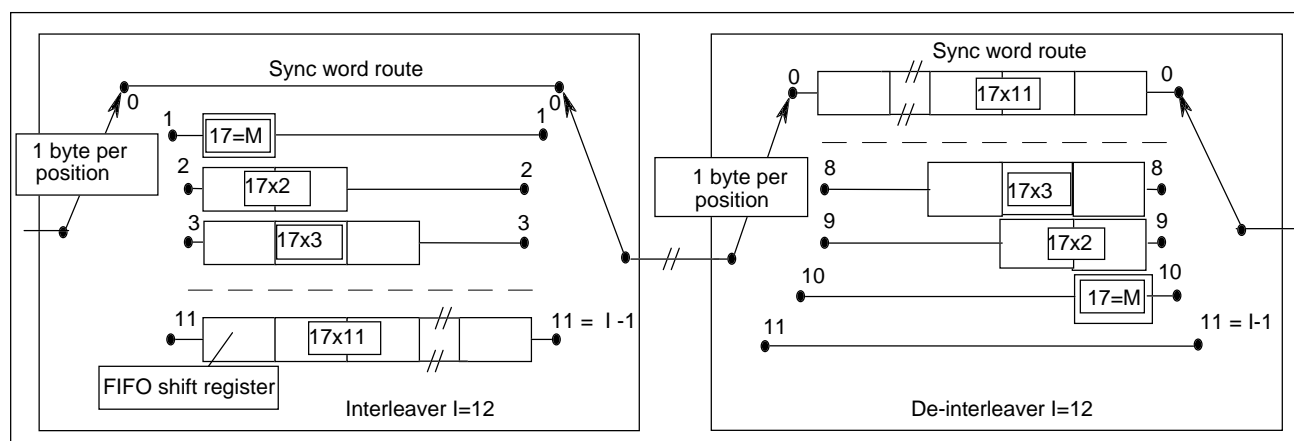 Sync word route
0
0
1
17=M
1
1 byte per
position
2
17x2
2
3
17x3
3
11
17x11
11 = I -1
FIFO shift register
Interleaver I=12
Sync word route
0
17x11
0
1 byte per
position
8
17x3
8
9
17x2
9
10
17=M
10
11
11 = I-1
De-interleaver I=12